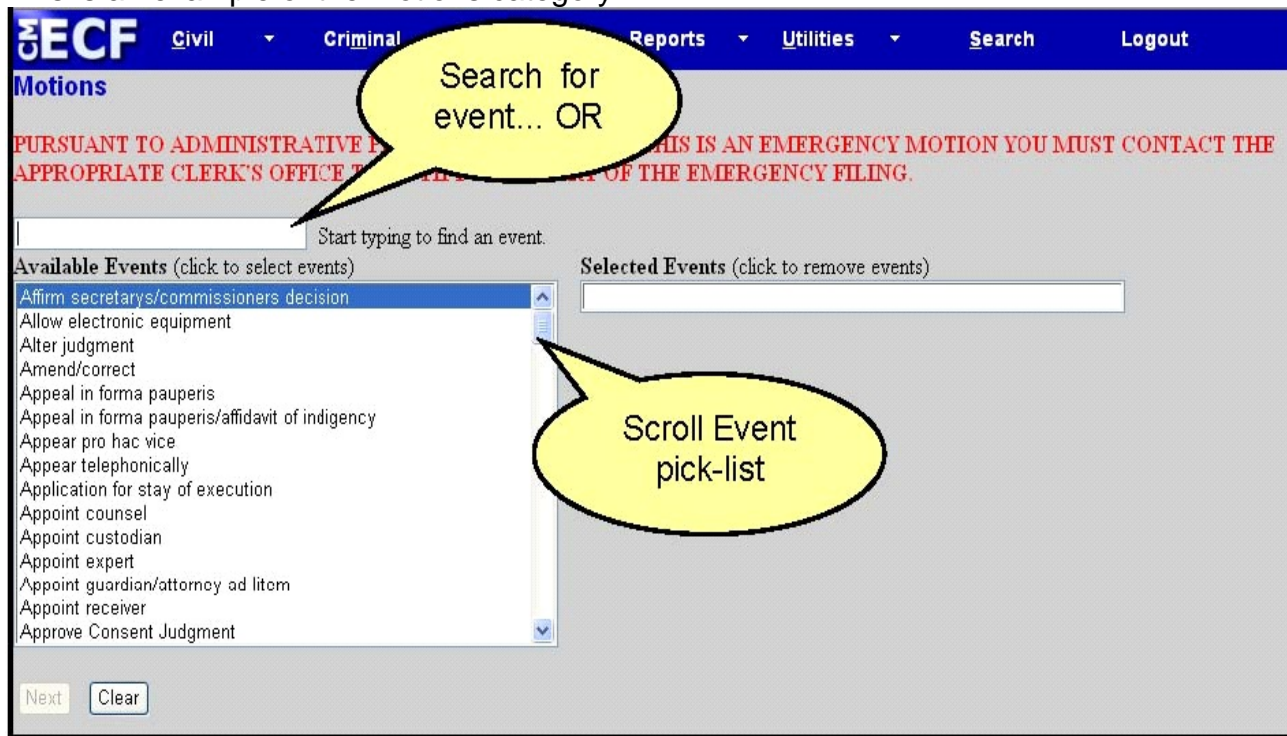 CM ECF Civil Criminal Reports Utilities Search Logout
Motions
Search for
event... OR
PURSUANT TO ADMINISTRATIVE THIS IS AN EMERGENCY MOTION YOU MUST CONTACT THE
APPROPRIATE CLERK'S OFFICE OF THE EMERGENCY FILING.
Start typing to find an event.
Available Events (click to select events)
Selected Events (click to remove events)
Affirm secretarys/commissioners decision
Allow electronic equipment
Alter judgment
Amend/correct
Appeal in forma pauperis
Appeal in forma pauperis/affidavit of indigency
Appear pro hac vice
Appear telephonically
Application for stay of execution
Appoint counsel
Appoint custodian
Appoint expert
Appoint guardian/attorney ad litem
Appoint receiver
Approve Consent Judgment
Scroll Event
pick-list
Next Clear